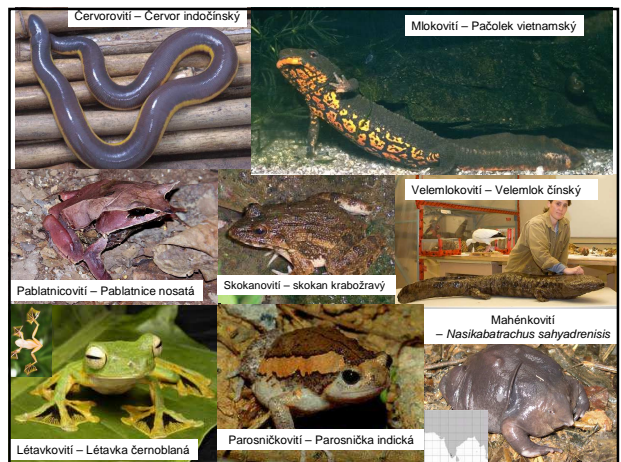 Červorovití – Červor indočínský
Mlokovití – Pačolek vietnamský
Velemlokovití – Velemlok čínský
Pablatnicovití – Pablatnice nosatá
Skokanovití – skokan krabožravý
Mahénkovití
– Nasikabatrachus sahyadrenisis
Létavkovití – Létavka černoblaná
Parosničkovití – Parosnička indická